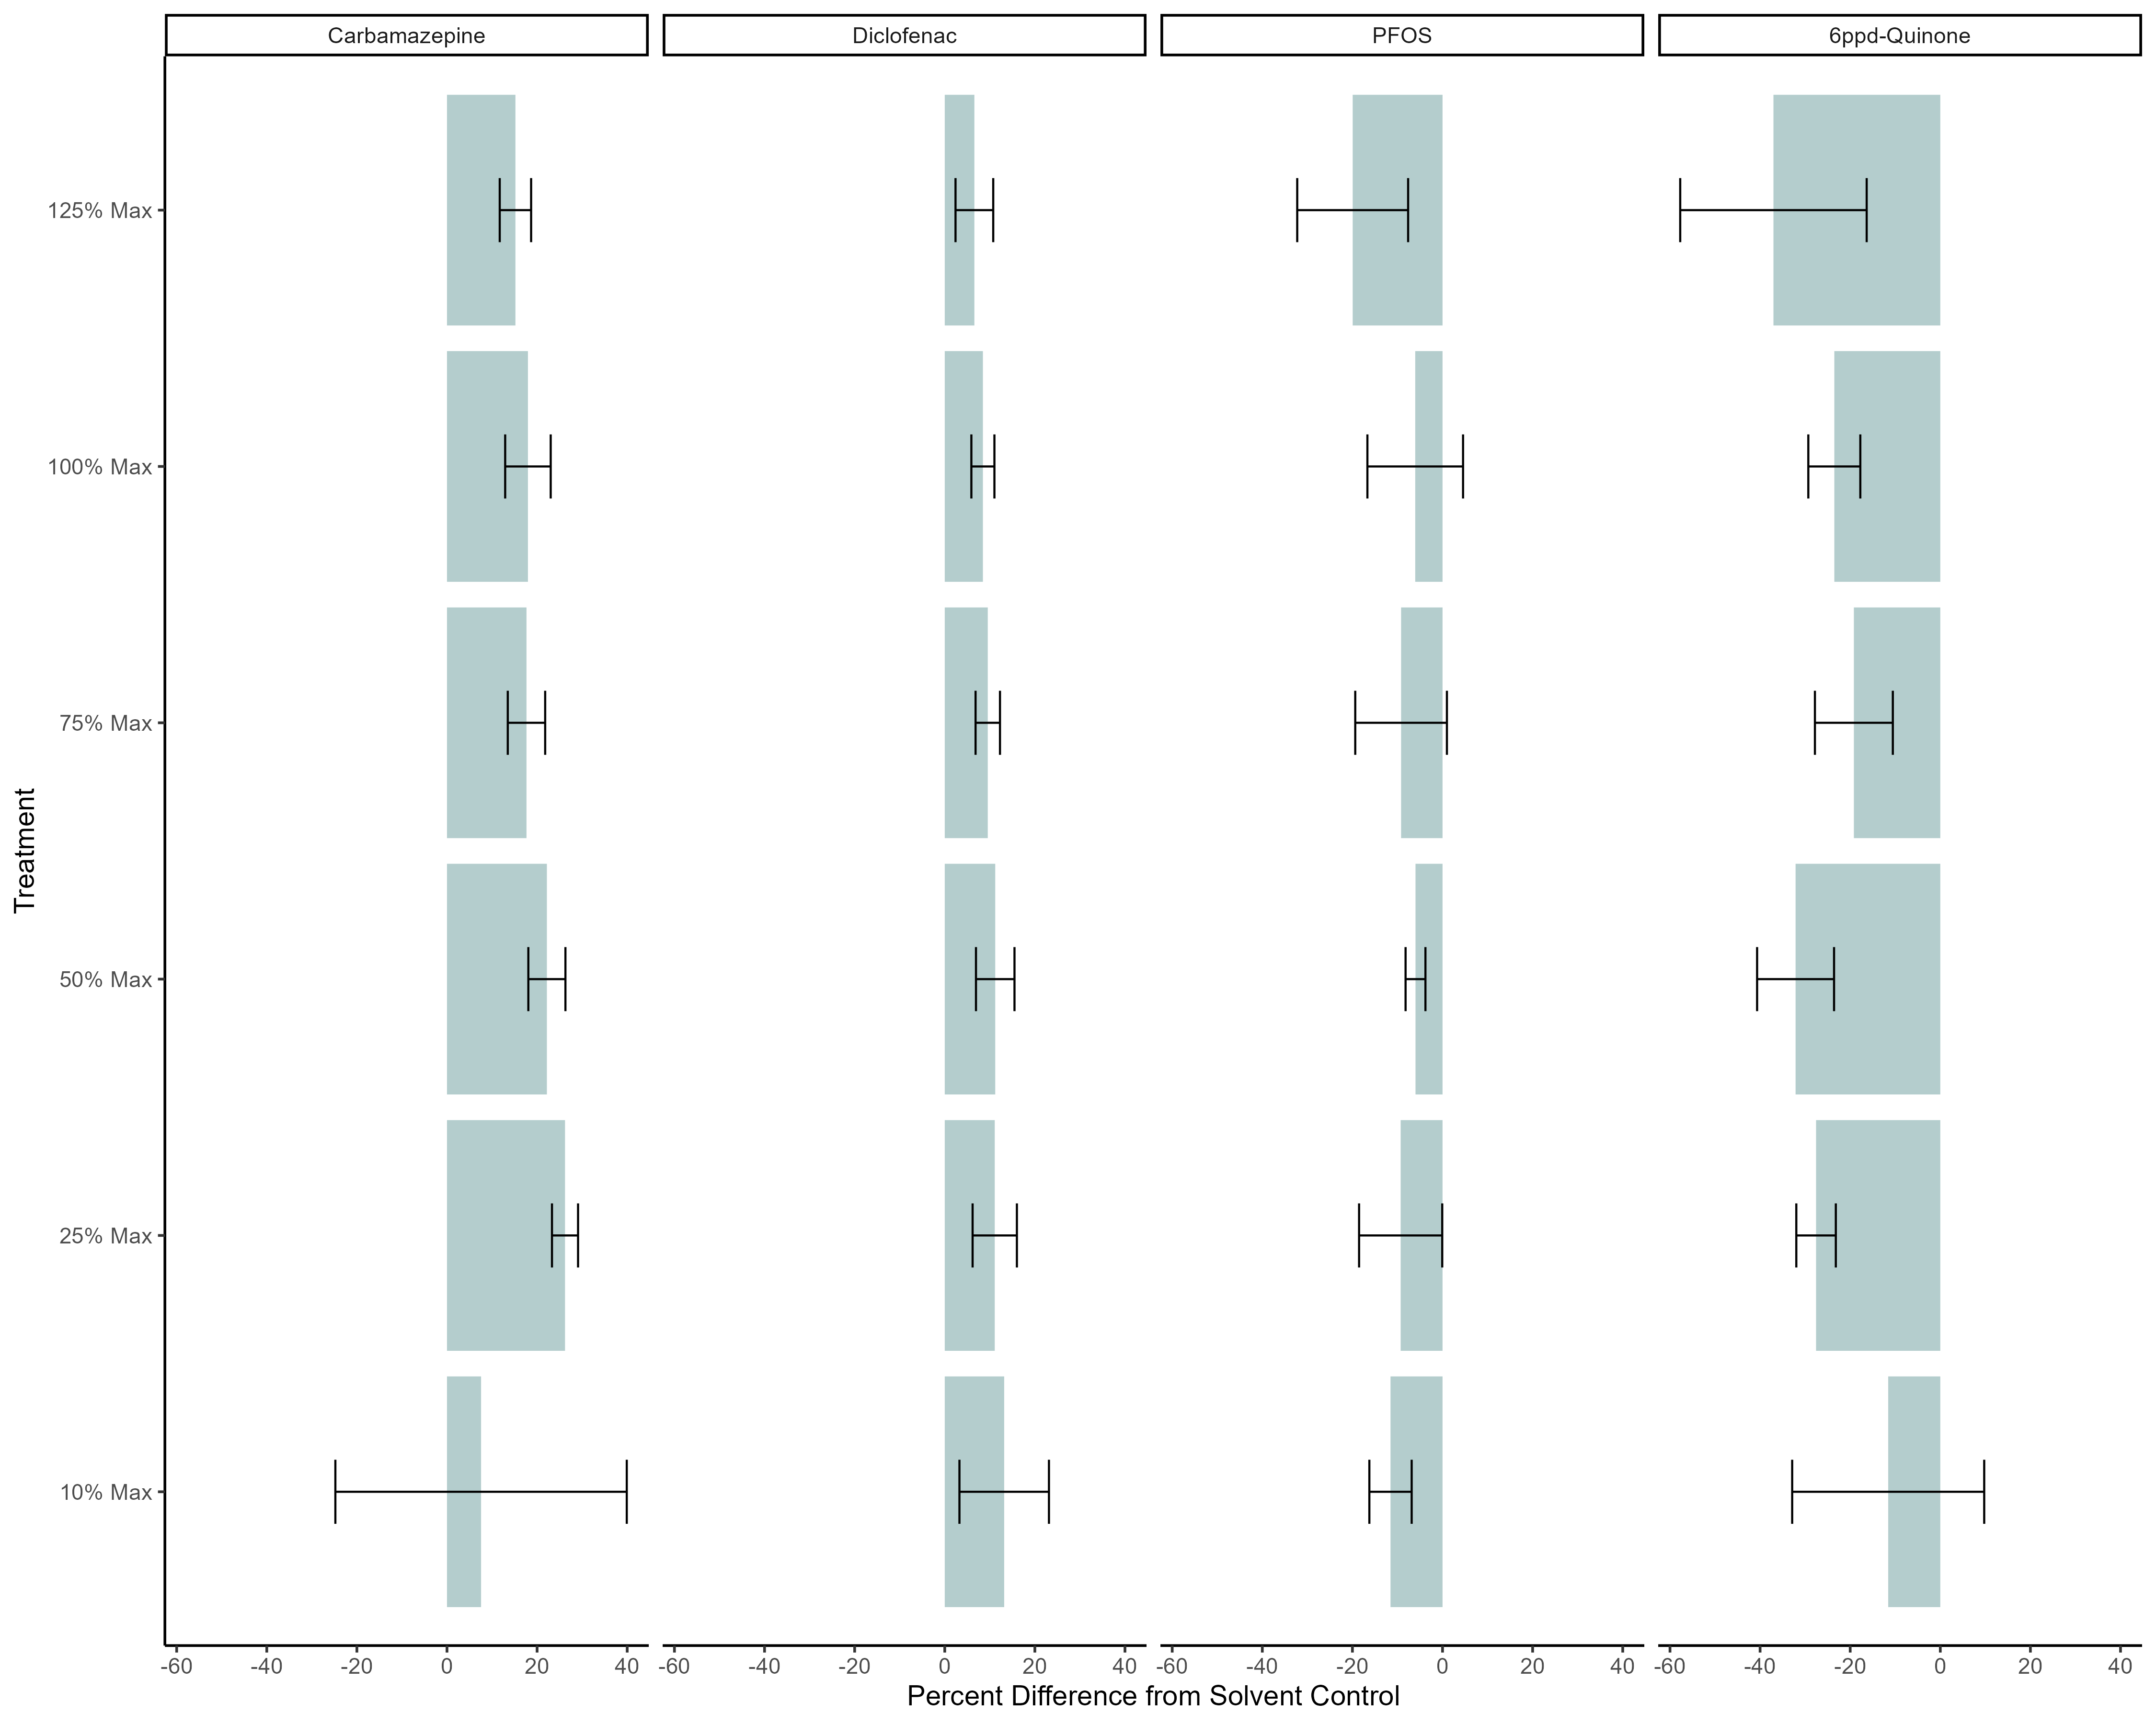 Carbamazepine
Diclofenac
PFOS
6ppd-Quinone
Treatment
125% Max
100% Max
75% Max
50% Max
25% Max
10% Max
-60 -40 -20 0 20 40
-60 -40 -20 0 20 40
-60 -40 -20 0 20 40
-60 -40 -20 0 20 40
Percent Difference from Solvent Control